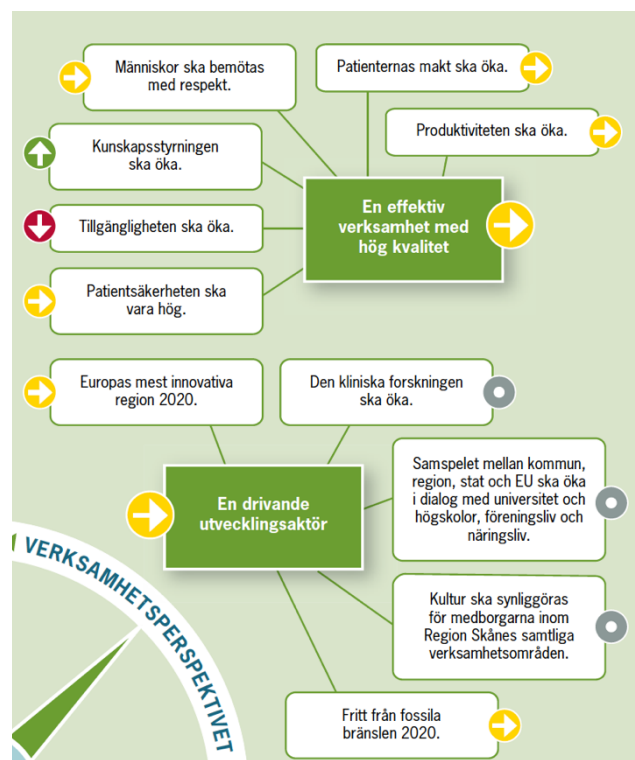 Människor ska bemötas
med respekt.
Patienternas makt ska öka.
Produktiviteten ska öka.
Kunskapsstyrningen
ska öka.
Tillgängligheten ska öka.
Patientsäkerheten ska
vara hög.
En effektiv
verksamhet med
hög kvalitet
Europas mest innovativa
region 2020.
Den kliniska forskningen
ska öka.
Samspelet mellan kommun,
region, stat och EU ska öka
i dialog med universitet och
högskolor, föreningsliv och
näringsliv.
En drivande
utvecklingsaktör
Kultur ska synliggöras
för medborgarna inom
Region Skånes samtliga
verksamhetsområden.
Fritt från fossila
bränslen 2020.
VERKSAMHETSPERSPEKTIVET